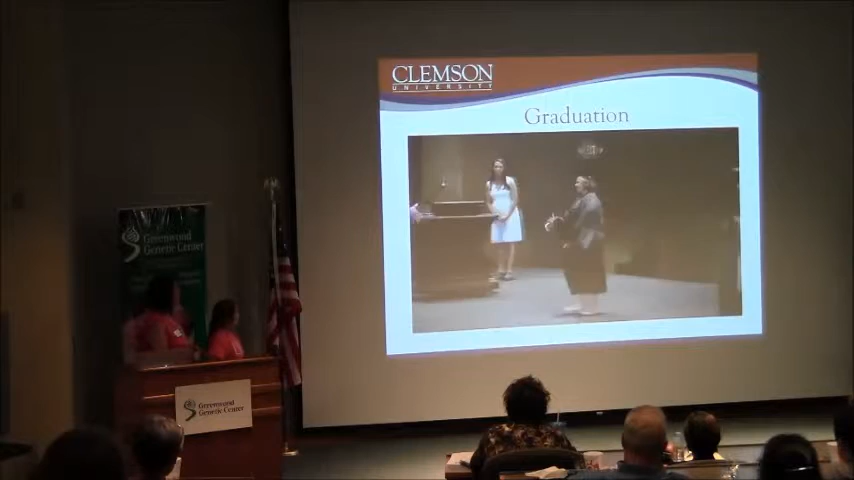 CLEMSON
UNIVERSITY
Graduation
Greenwood
Genetic Center
Greenwood
Genetic Center